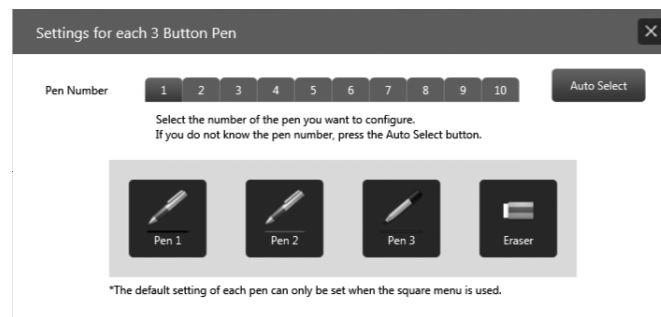 Settings for each 3 Button Pen
Pen Number
1 2 3 4 5 6 7 8 9 10
Auto Select
Select the number of the pen you want to configure.
If you do not know the pen number, press the Auto Select button.
Pen 1 Pen 2 Pen 3 Eraser
*The default setting of each pen can only be set when the square menu is used.